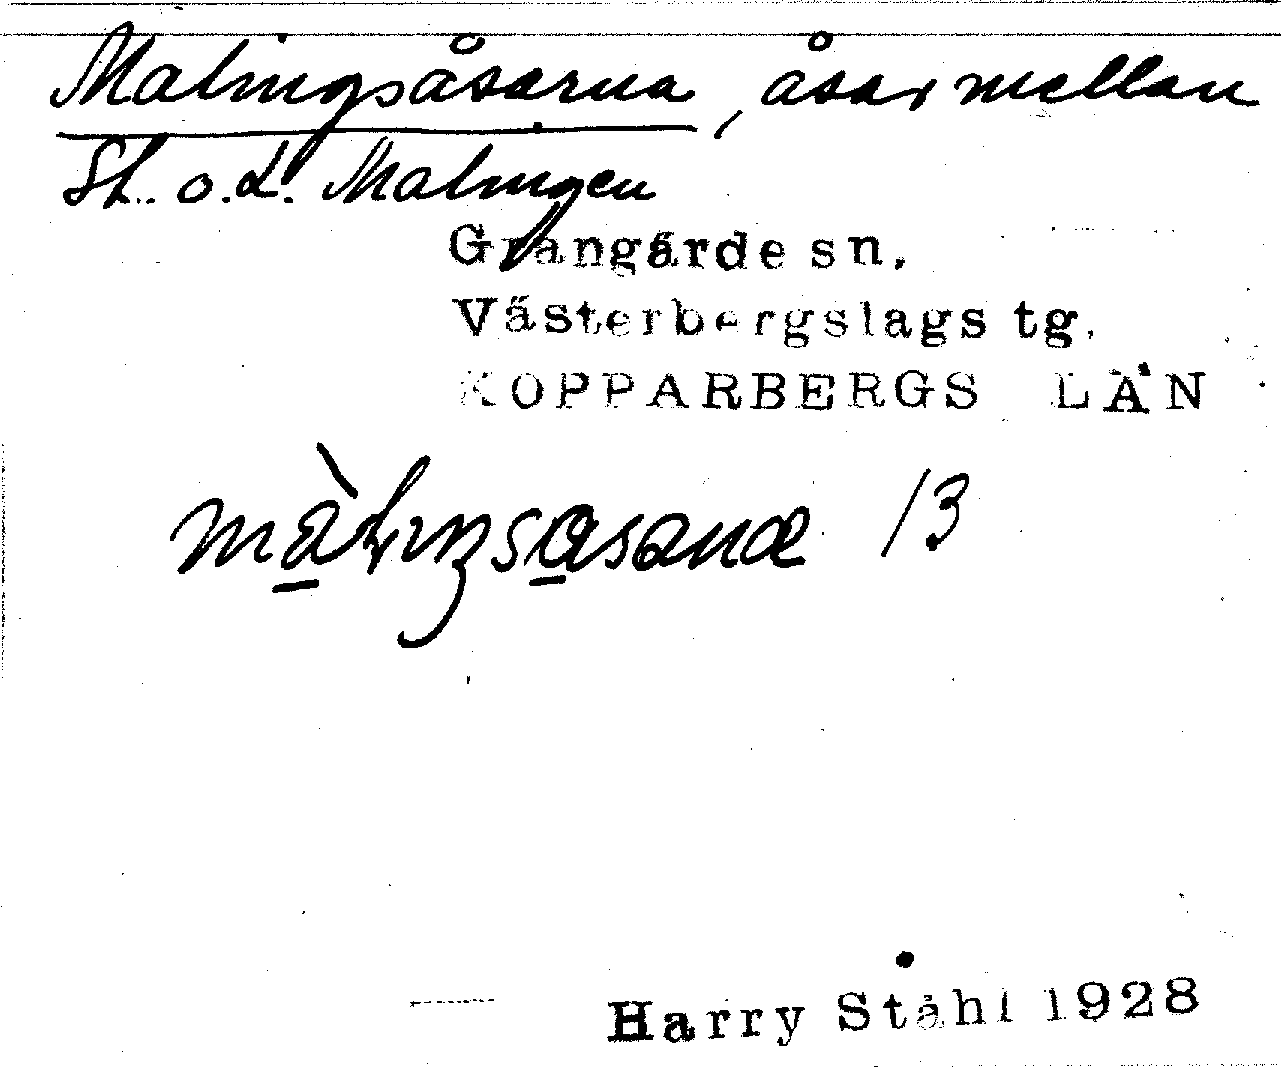 Malingsåsarna, åsar mellan
St. o. L. Malingen
Grangärde sn,
Västerbergslags tg.
KOPPARBERGS LÄN
13
Harry Ståhl 1928